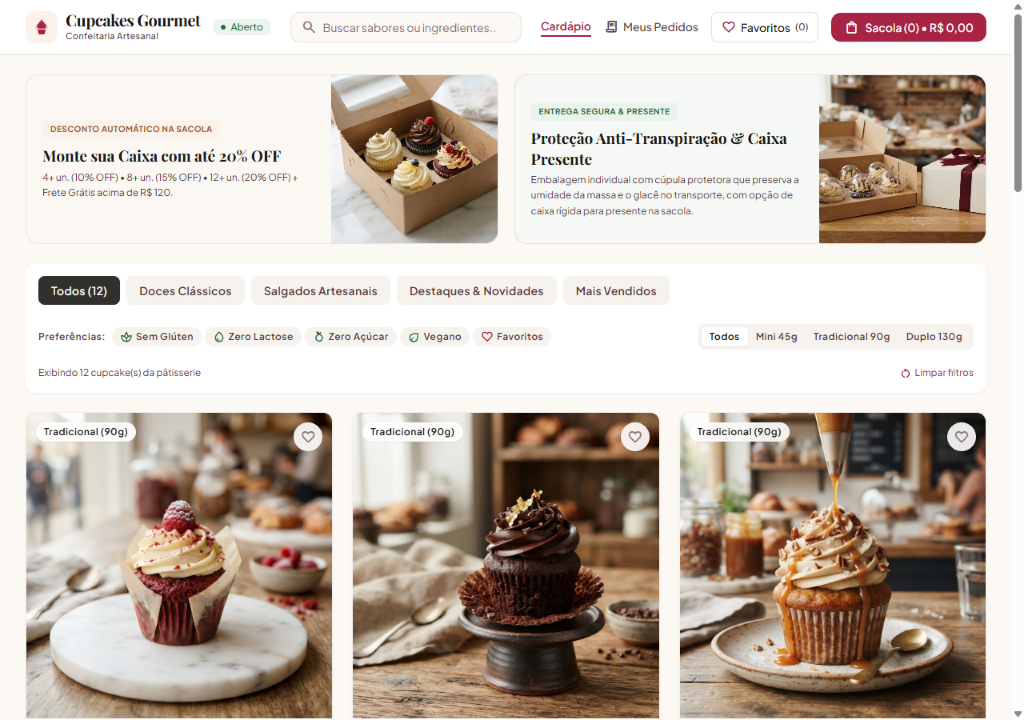 Cupcakes Gourmet
Confeitaria Artesanal
Aberto
Buscar sabores ou ingredientes..
Cardápio
Meus Pedidos
Favoritos (0)
Sacola (0) • R$ 0,00
DESCONTO AUTOMÁTICO NA SACOLA
Monte sua Caixa com até 20% OFF
4+ un. (10% OFF) • 8+ un. (15% OFF) • 12+ un. (20% OFF) +
Frete Grátis acima de R$ 120.
ENTREGA SEGURA & PRESENTE
Proteção Anti-Transpiração & Caixa
Presente
Embalagem individual com cúpula protetora que preserva a
umidade da massa e o glacê no transporte, com opção de
caixa rígida para presente na sacola.
Todos (12)
Doces Clássicos
Salgados Artesanais
Destaques & Novidades
Mais Vendidos
Preferências:
Sem Glúten
Zero Lactose
Zero Açúcar
Vegano
Favoritos
Todos
Mini 45g
Tradicional 90g
Duplo 130g
Exibindo 12 cupcake(s) da pâtisserie
Limpar filtros
Tradicional (90g)
Tradicional (90g)
Tradicional (90g)